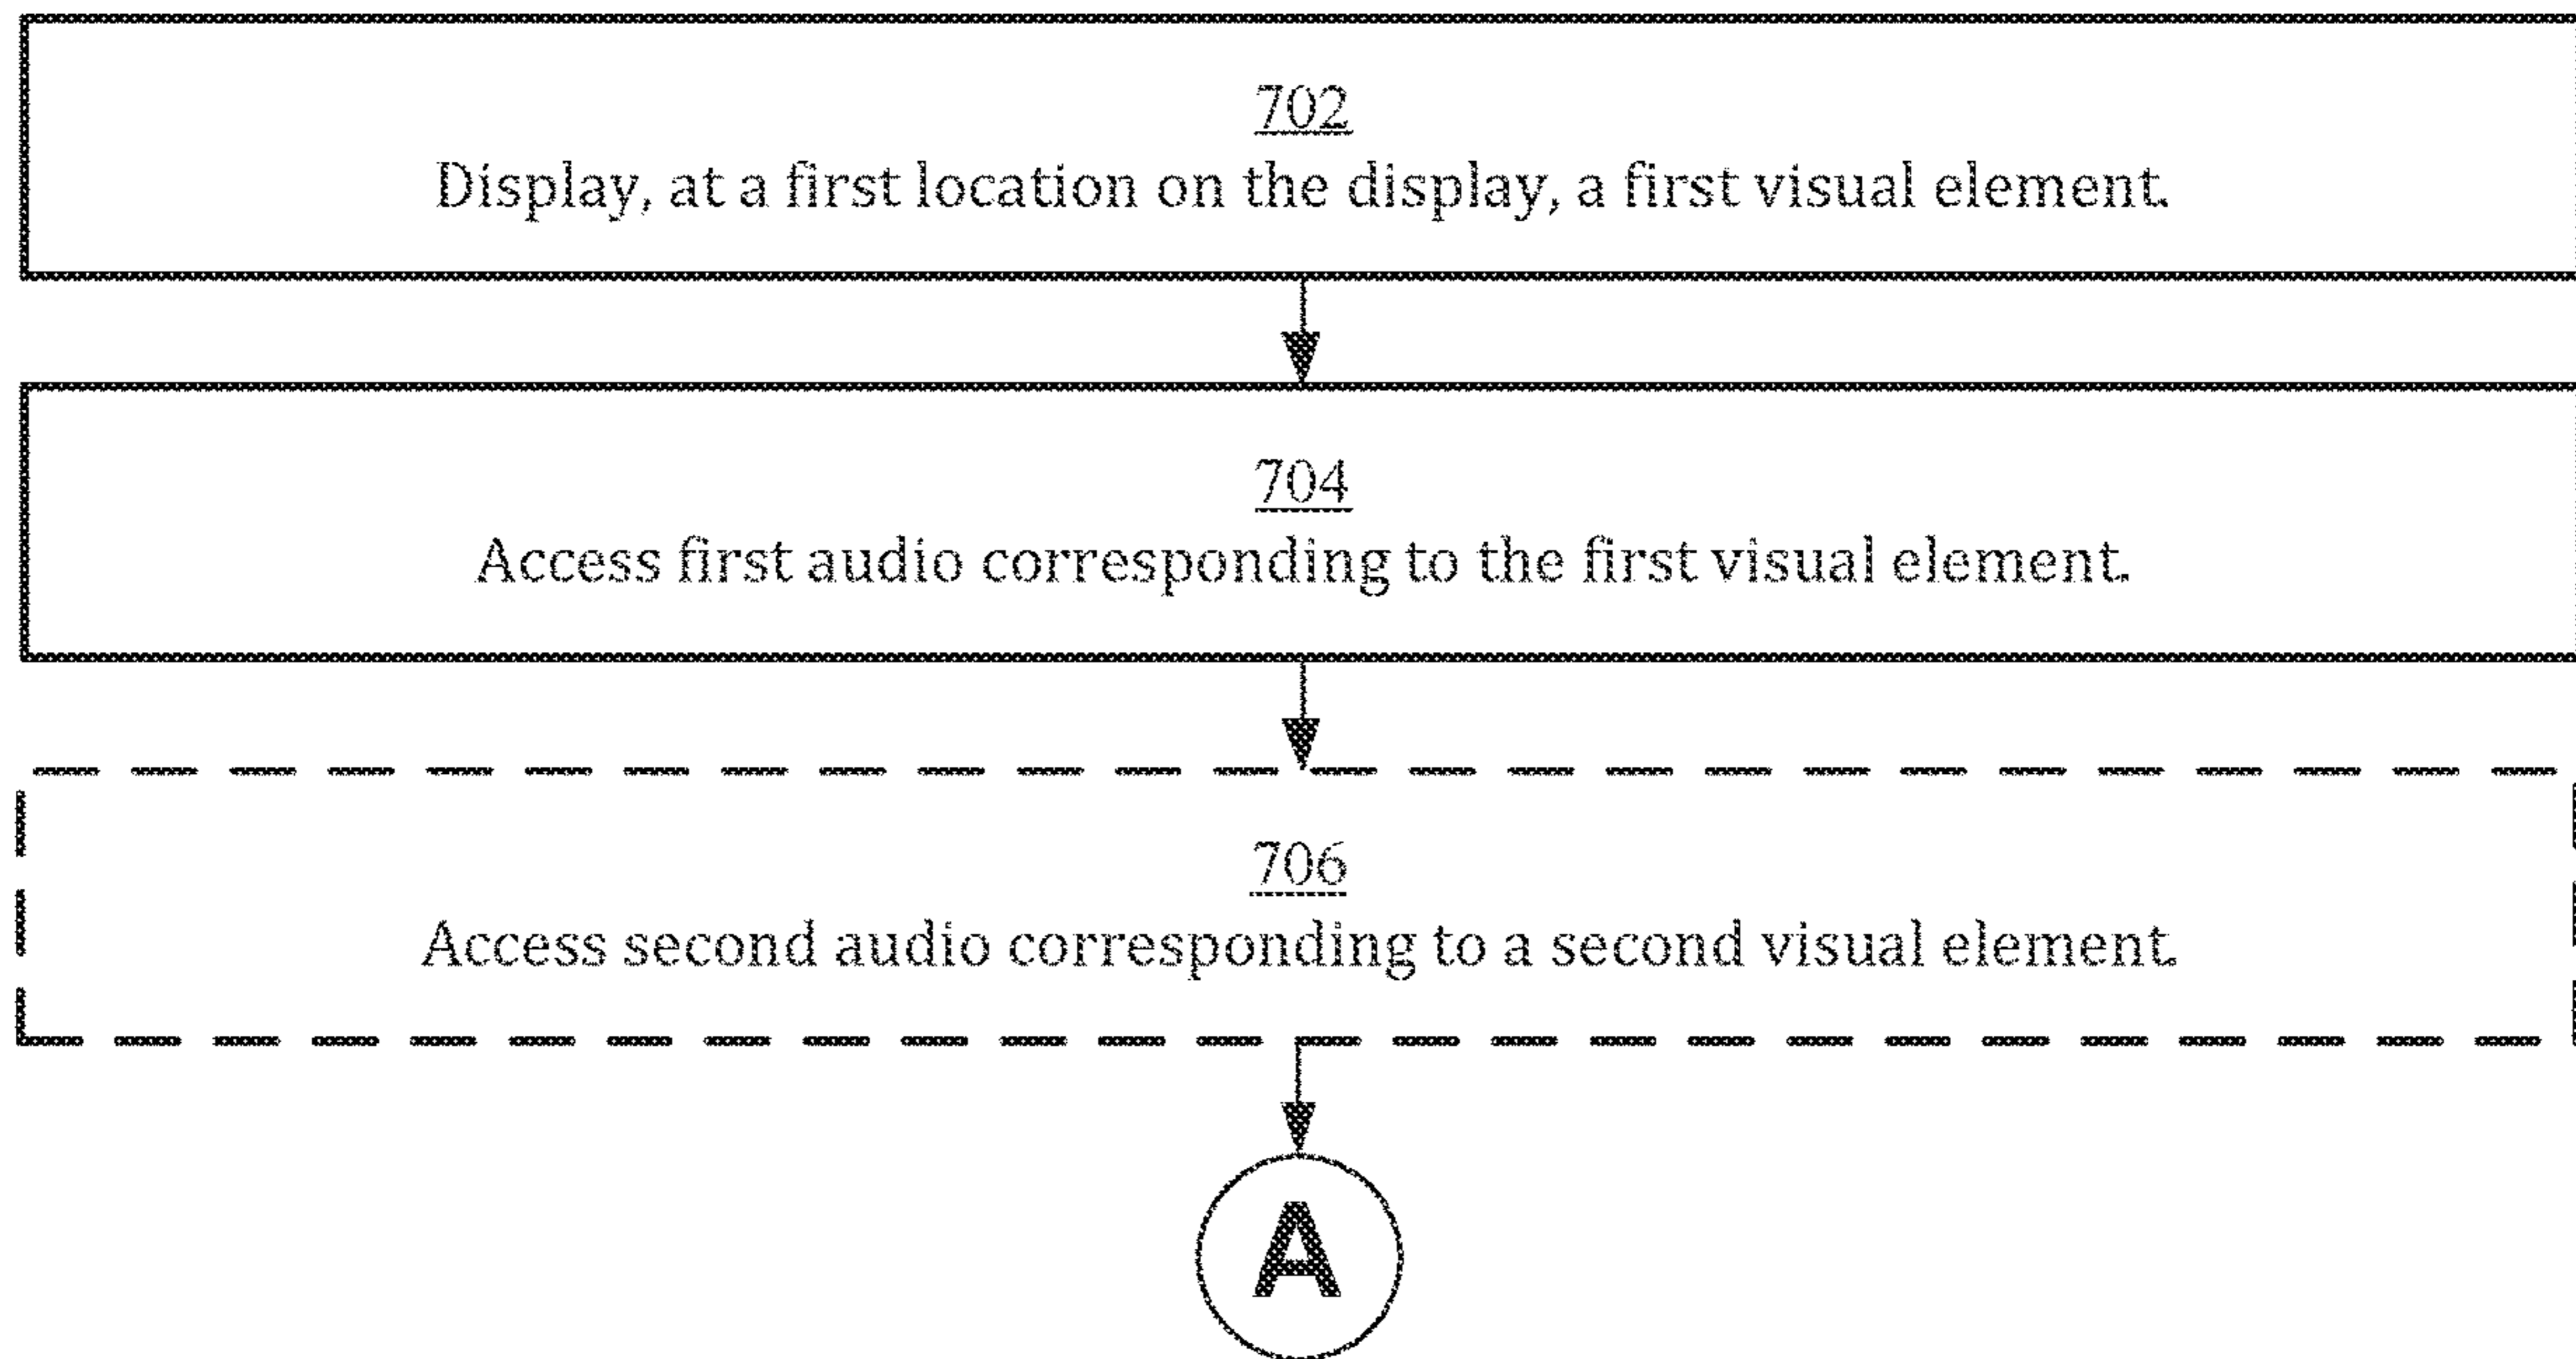 702
Display, at a first location on the display, a first visual element.
704
Access first audio corresponding to the first visual element.
706
Access second audio corresponding to a second visual element.
A